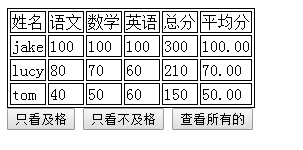 姓名 语文 数学 英语 总分 平均分
jake 100 100 100 300 100.00
lucy 80 70 60 210 70.00
tom 40 50 60 150 50.00
只看及格 只看不及格 查看所有的